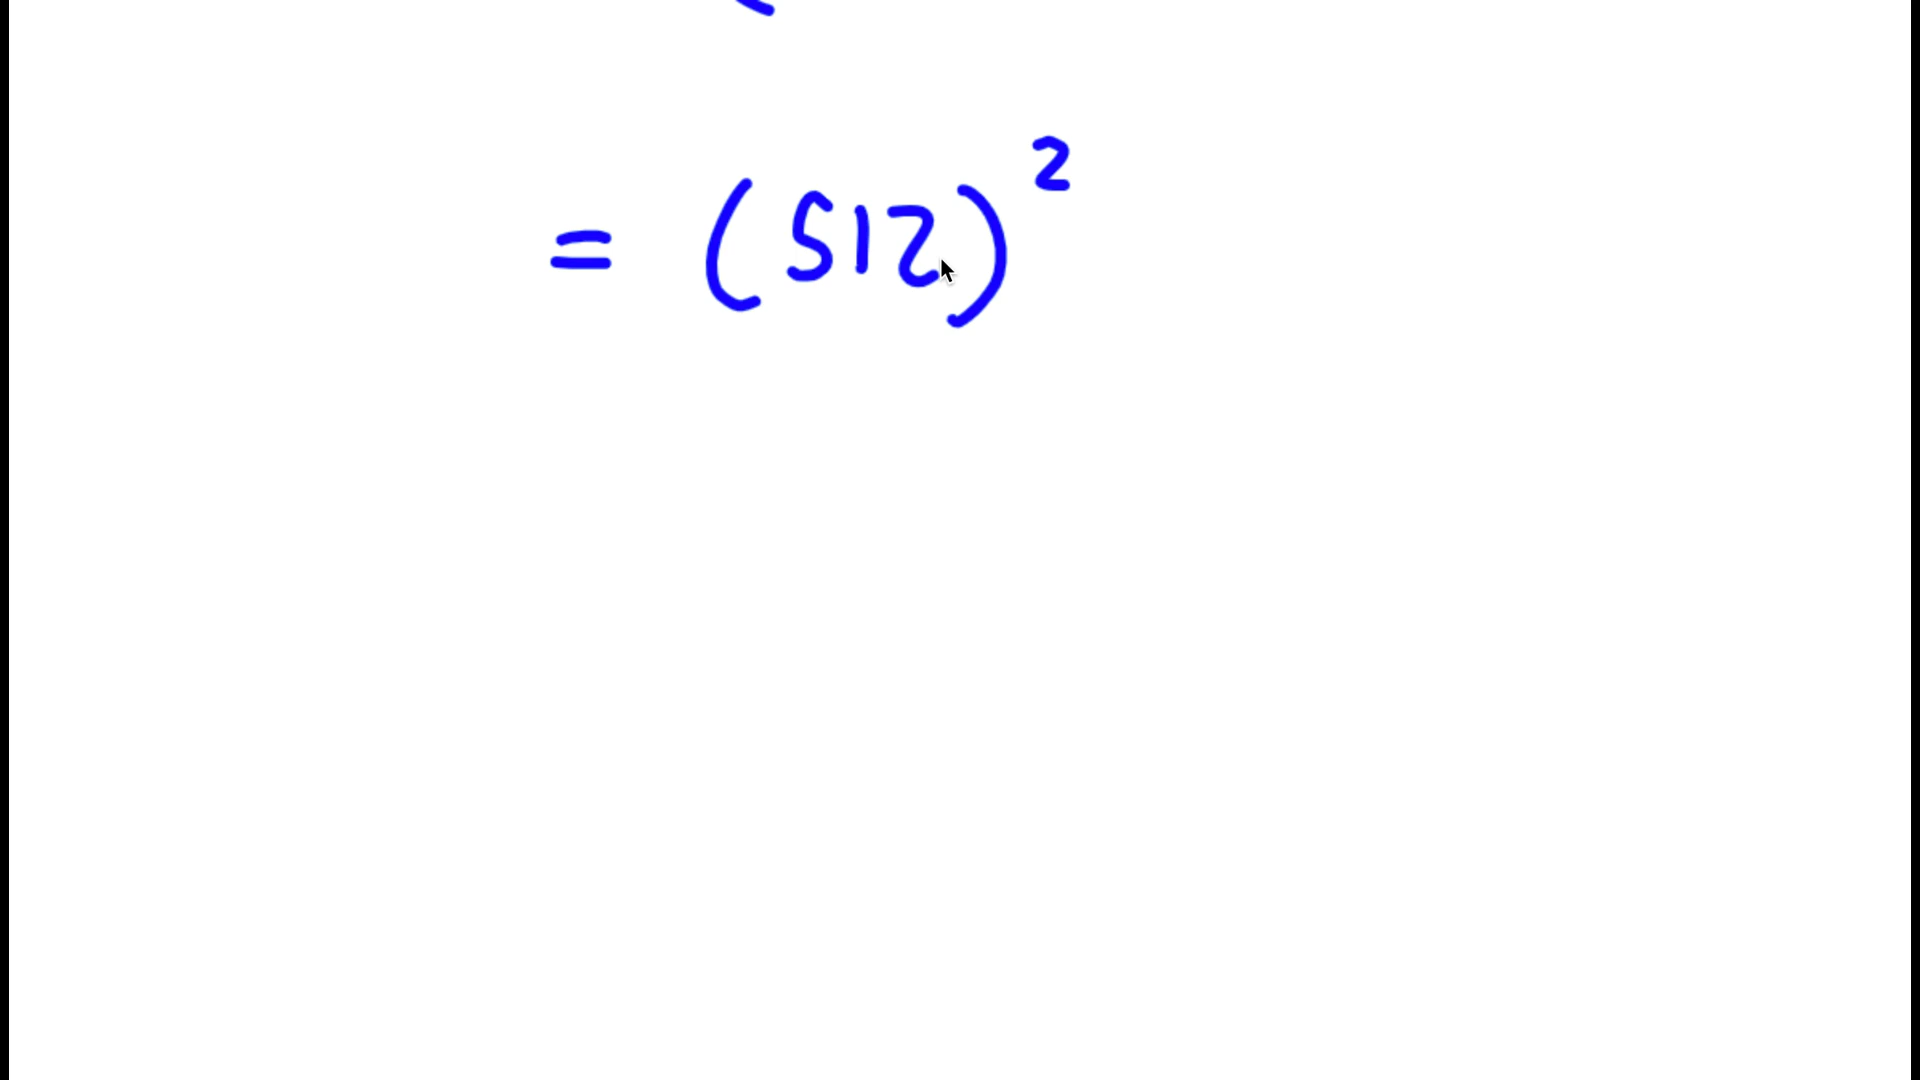 = (512)²